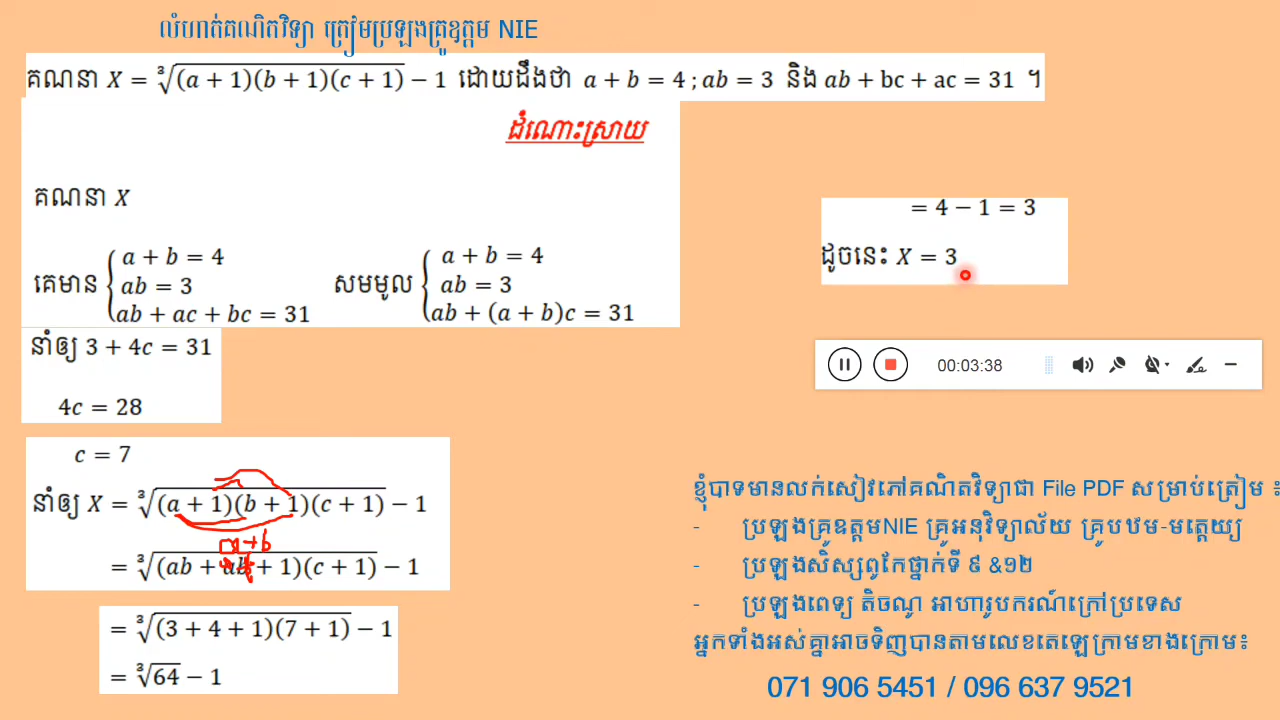 លំហាត់គណិតវិទ្យា ត្រៀមប្រឡងគ្រូឧត្តម NIE
គណនា X = ∛((a + 1)(b + 1)(c + 1)) − 1 ដោយដឹងថា a + b = 4 ; ab = 3 និង ab + bc + ac = 31 ។
ដំណោះស្រាយ
គណនា X
គេមាន { a + b = 4 សមមូល { a + b = 4
ab = 3 ab = 3
ab + ac + bc = 31 ab + (a + b)c = 31
នាំឲ្យ 3 + 4c = 31
4c = 28
c = 7
នាំឲ្យ X = ∛((a + 1)(b + 1)(c + 1)) − 1
a+b
= ∛((ab + ab + 1)(c + 1)) − 1
= ∛((3 + 4 + 1)(7 + 1)) − 1
= ∛64 − 1
= 4 − 1 = 3
ដូចនេះ X = 3
00:03:38
ខ្ញុំបាទមានលក់សៀវភៅគណិតវិទ្យាជា File PDF សម្រាប់ត្រៀម ៖
- ប្រឡងគ្រូឧត្តមNIE គ្រូអនុវិទ្យាល័យ គ្រូបឋម-មត្តេយ្យ
- ប្រឡងសិស្សពូកែថ្នាក់ទី ៩ &១២
- ប្រឡងពេទ្យ តិចណូ អាហារូបករណ៍ក្រៅប្រទេស
អ្នកទាំងអស់គ្នាអាចទិញបានតាមលេខតេឡេក្រាមខាងក្រោម៖
071 906 5451 / 096 637 9521